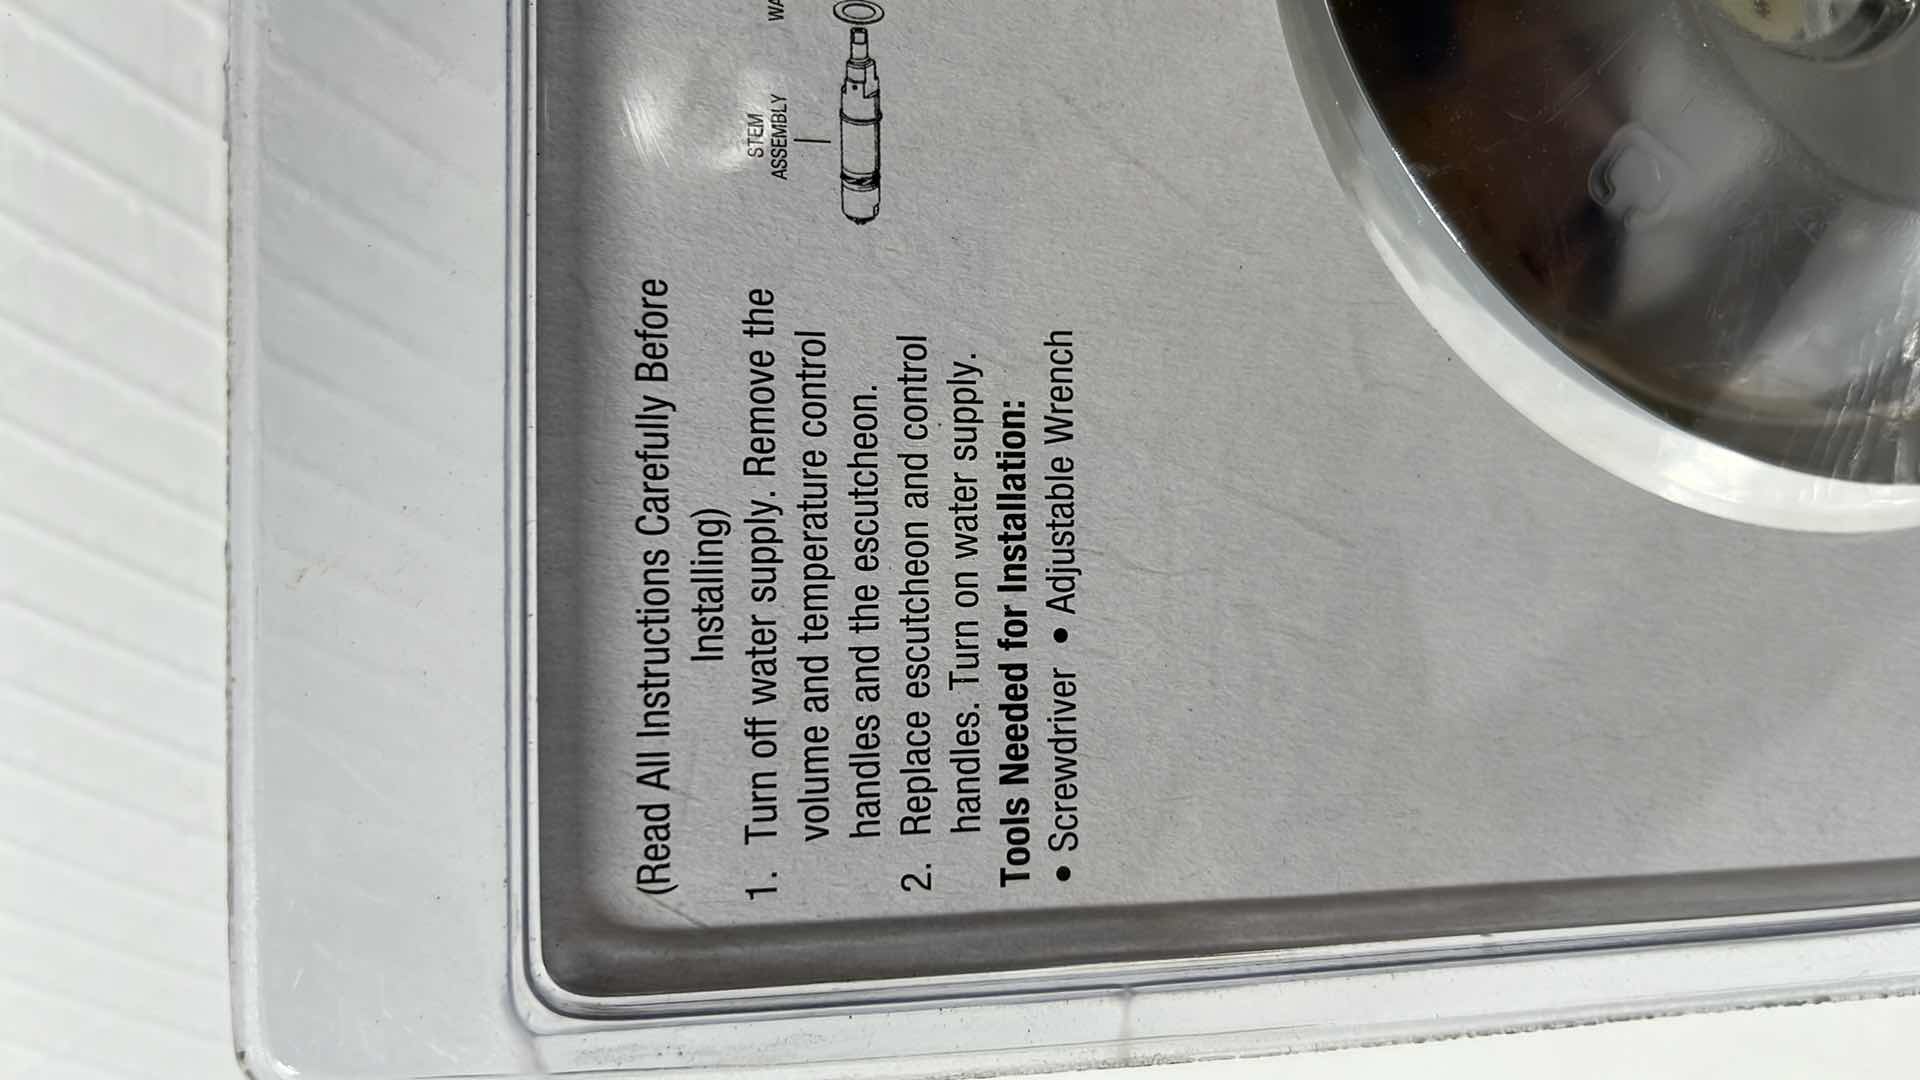 (Read All Instructions Carefully Before
Installing)
1. Turn off water supply. Remove the
volume and temperature control
handles and the escutcheon.
2. Replace escutcheon and control
handles. Turn on water supply.
Tools Needed for Installation:
• Screwdriver • Adjustable Wrench
STEM
ASSEMBLY